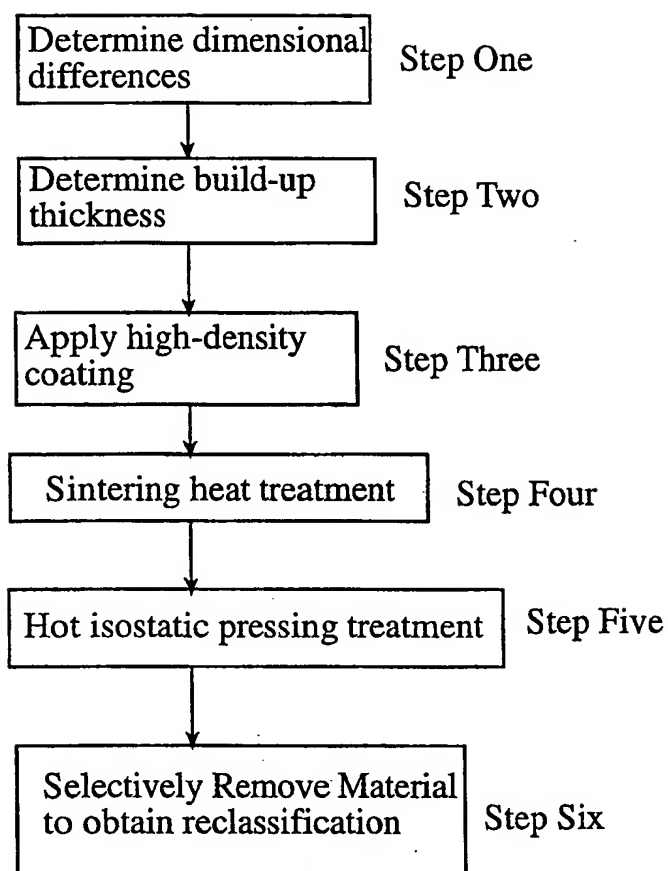 Determine dimensional
differences
Step One
Determine build-up
thickness
Step Two
Apply high-density
coating
Step Three
Sintering heat treatment
Step Four
Hot isostatic pressing treatment
Step Five
Selectively Remove Material
to obtain reclassification
Step Six